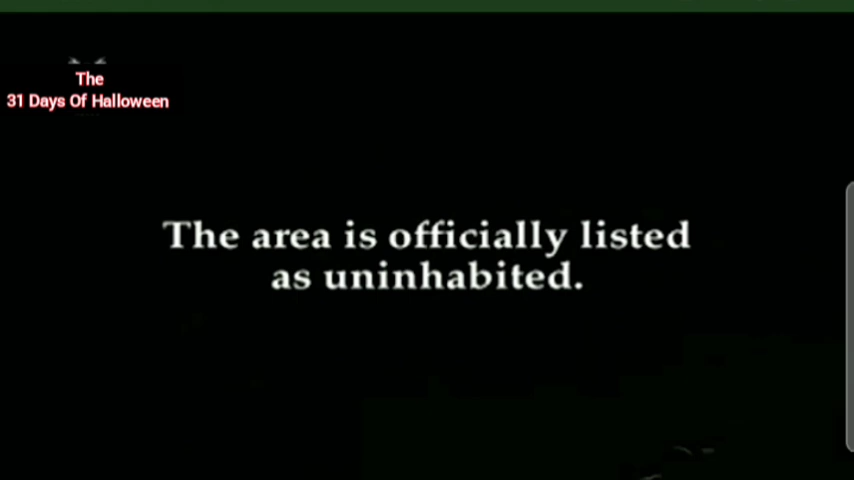 The
31 Days Of Halloween
The area is officially listed
as uninhabited.